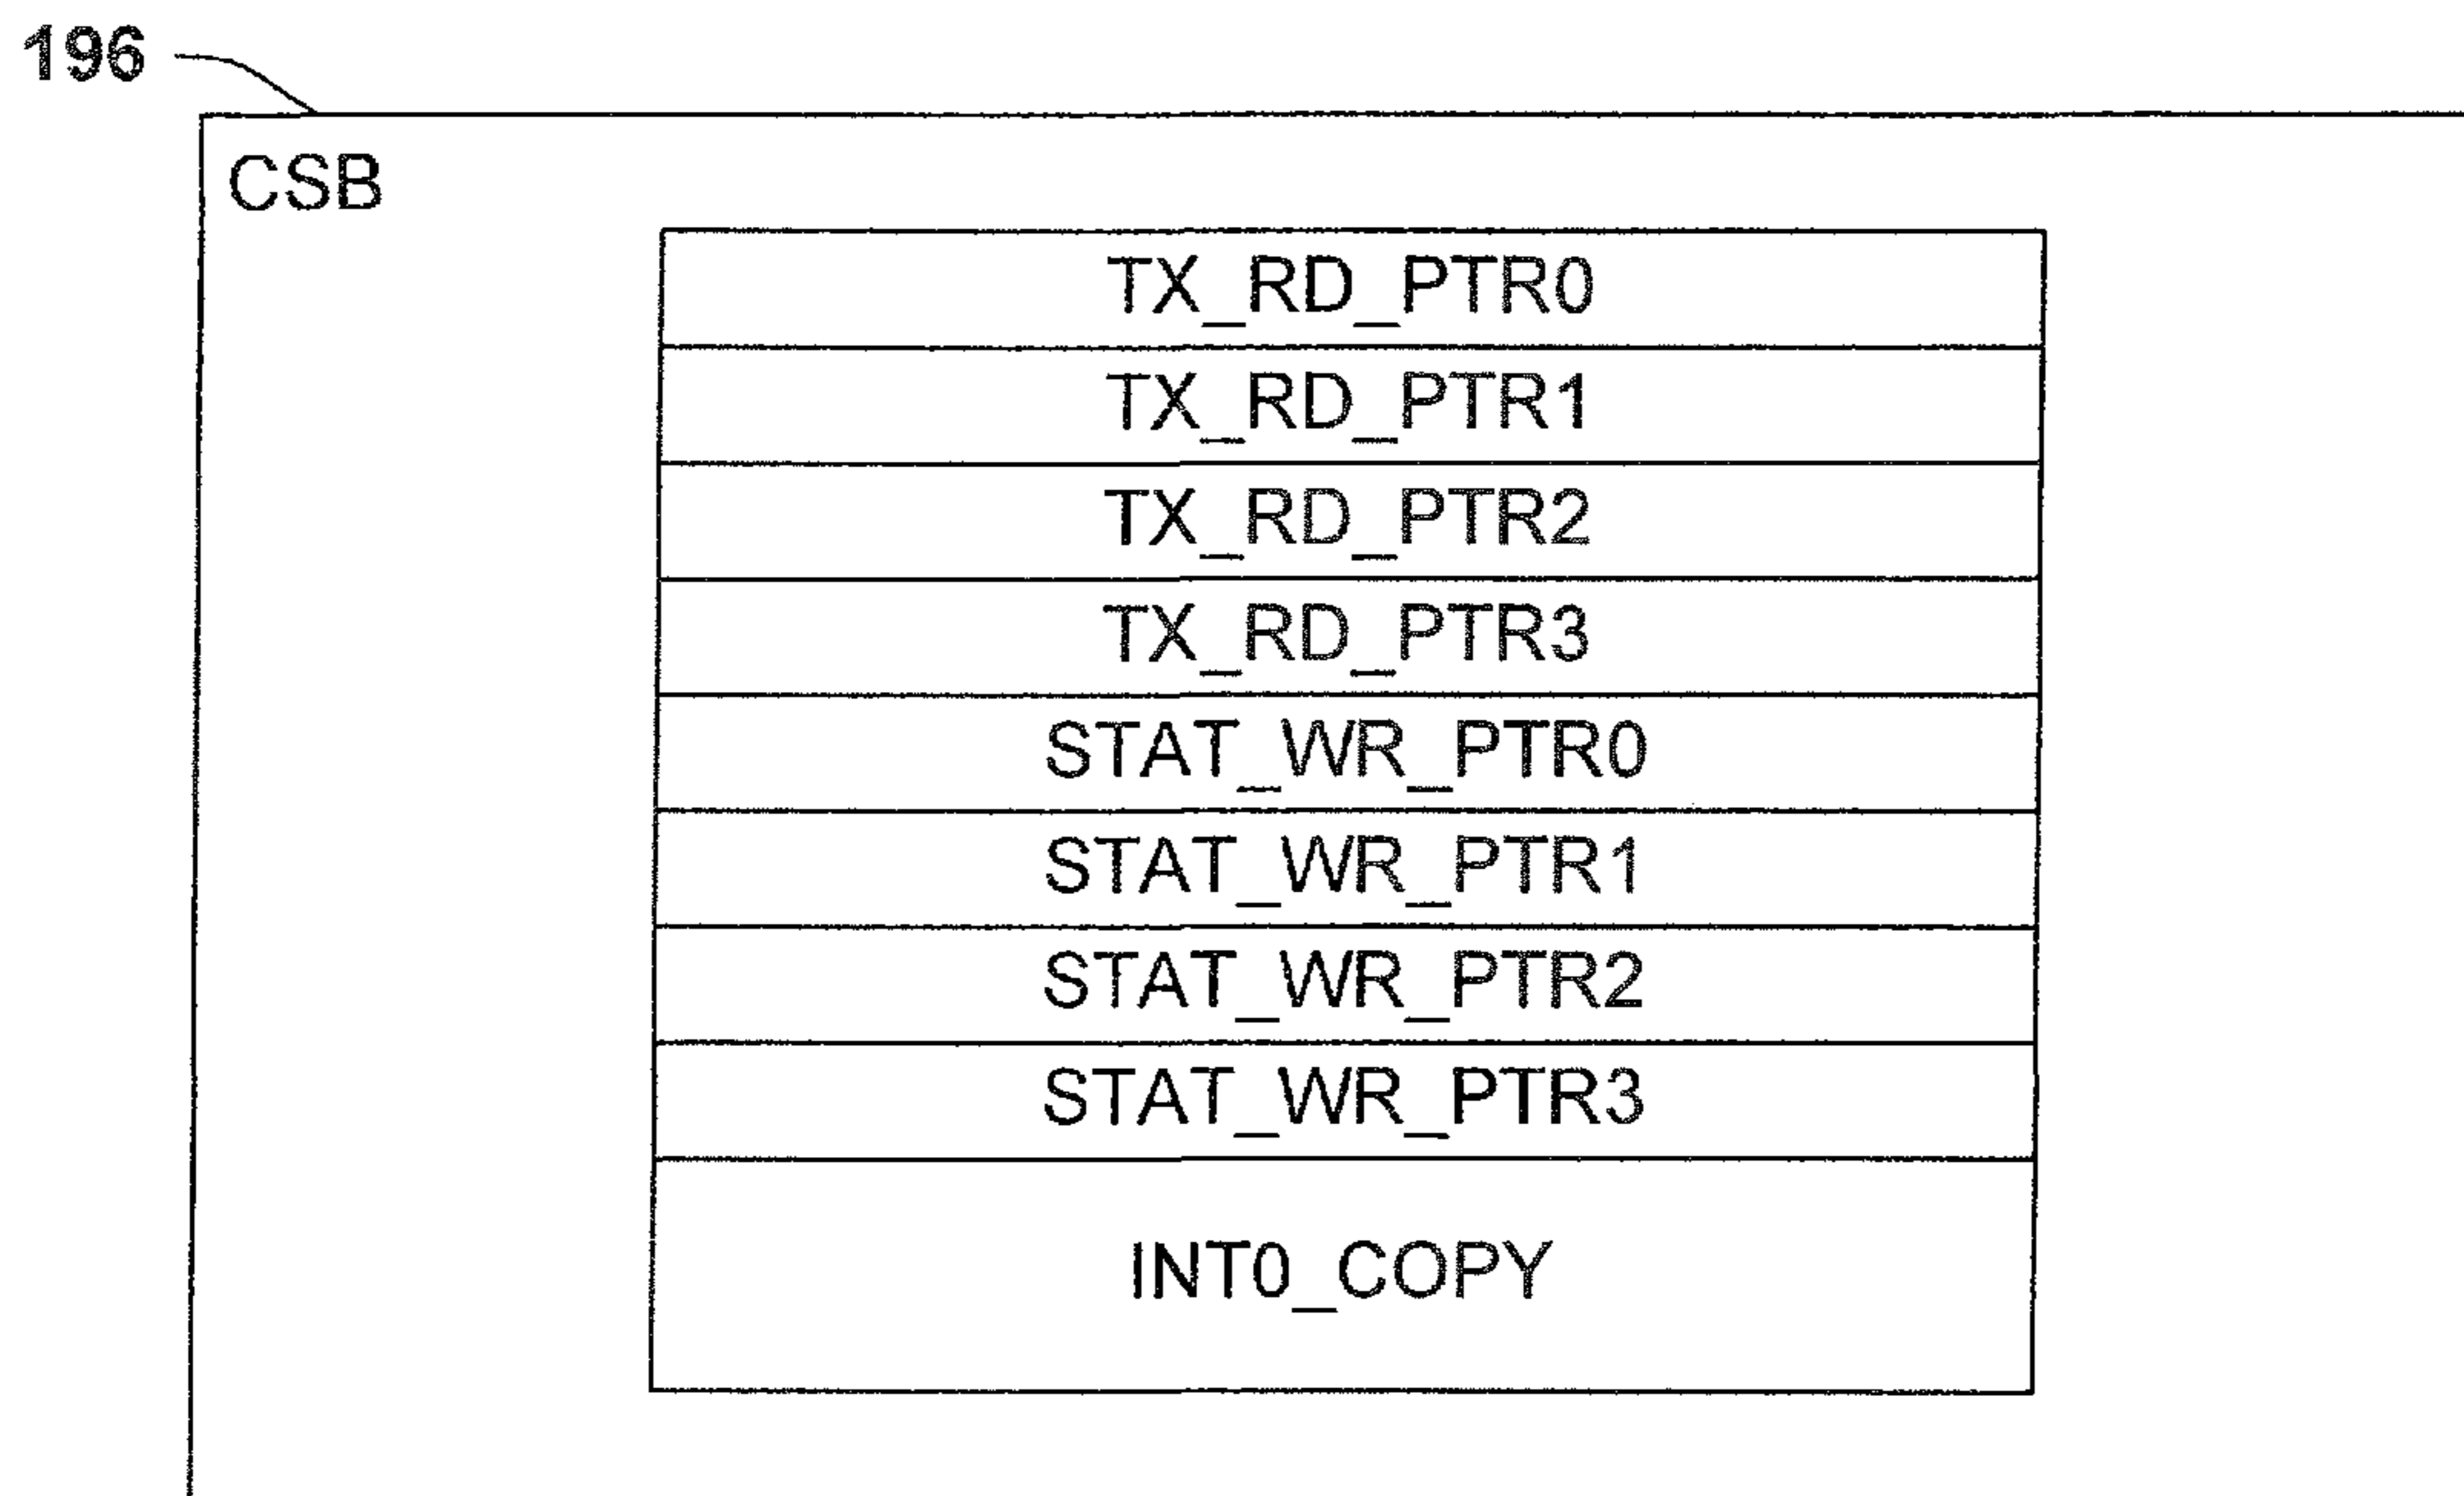 196
CSB
TX_RD_PTR0
TX_RD_PTR1
TX_RD_PTR2
TX_RD_PTR3
STAT_WR_PTR0
STAT_WR_PTR1
STAT_WR_PTR2
STAT_WR_PTR3
INT0_COPY